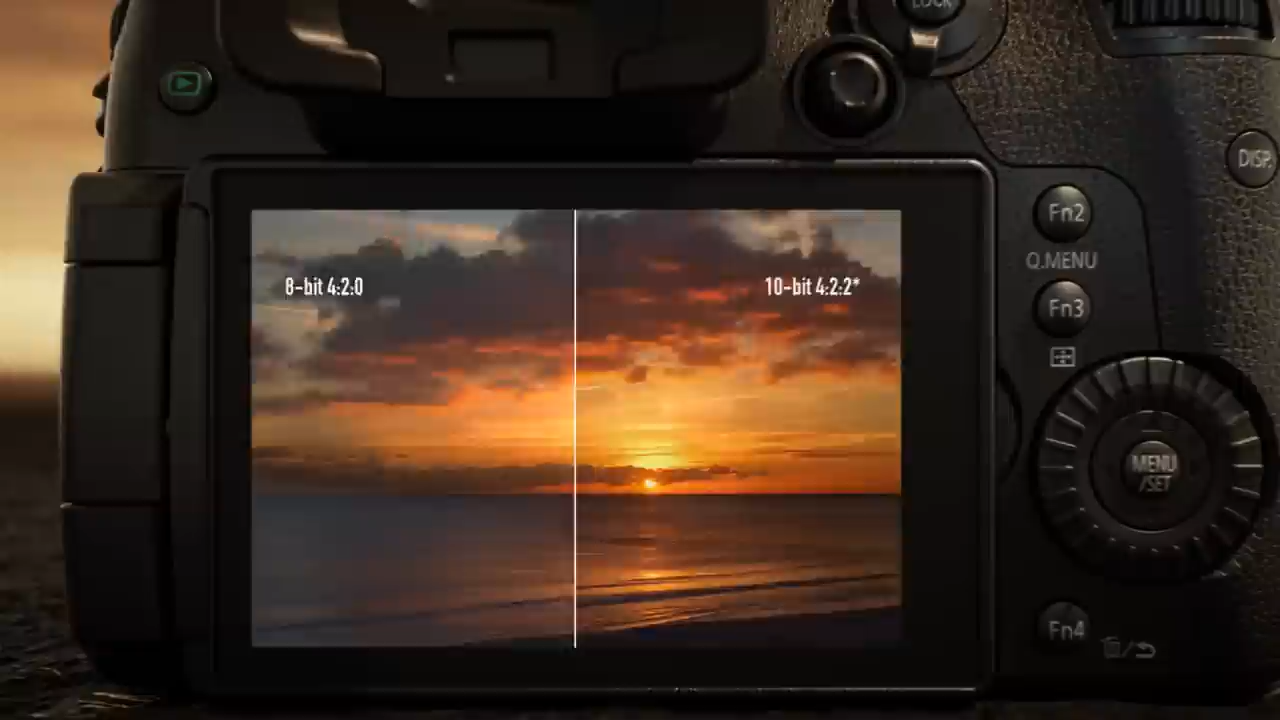 LOCK
DISP.
Fn2
Q.MENU
8-bit 4:2:0
10-bit 4:2:2*
Fn3
MENU
/SET
Fn4